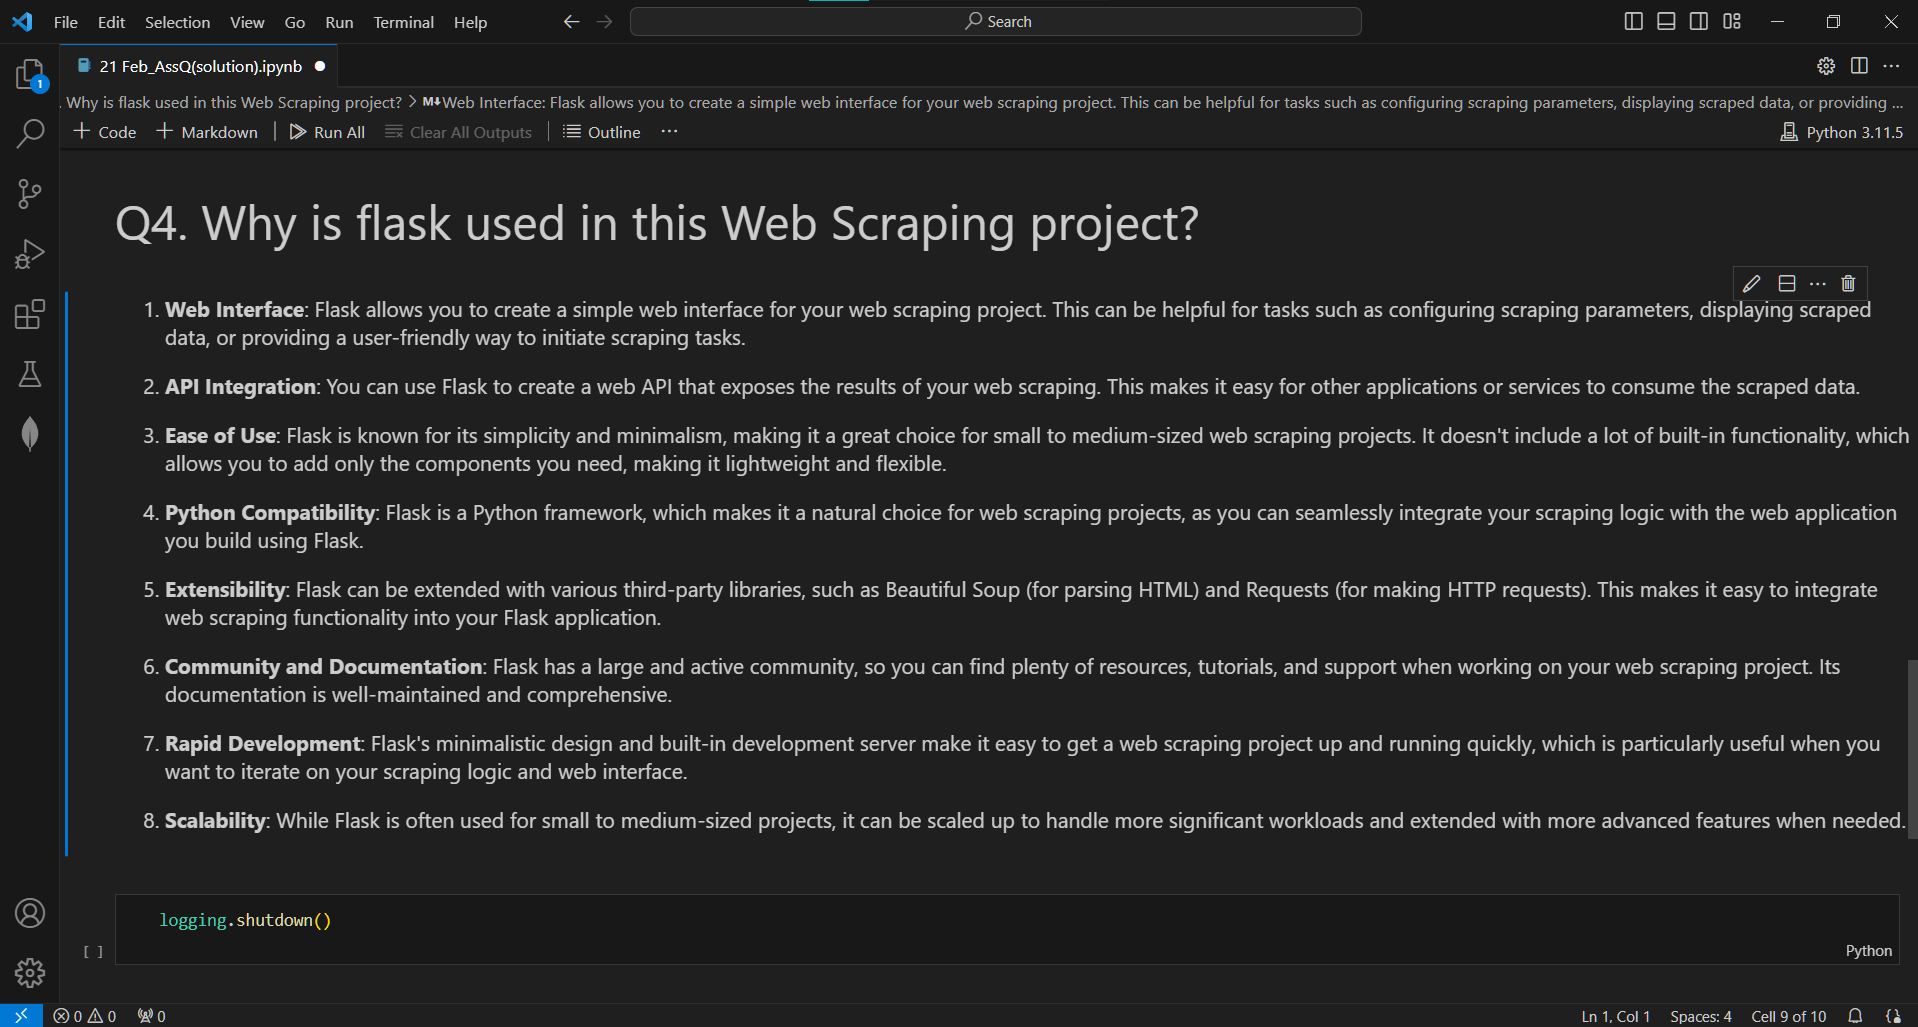 File Edit Selection View Go Run Terminal Help
Search
21 Feb_AssQ(solution).ipynb
. Why is flask used in this Web Scraping project? > M↓Web Interface: Flask allows you to create a simple web interface for your web scraping project. This can be helpful for tasks such as configuring scraping parameters, displaying scraped data, or providing ...
+ Code + Markdown | Run All Clear All Outputs | Outline ...
Python 3.11.5
1
Q4. Why is flask used in this Web Scraping project?
1. Web Interface: Flask allows you to create a simple web interface for your web scraping project. This can be helpful for tasks such as configuring scraping parameters, displaying scraped
data, or providing a user-friendly way to initiate scraping tasks.
2. API Integration: You can use Flask to create a web API that exposes the results of your web scraping. This makes it easy for other applications or services to consume the scraped data.
3. Ease of Use: Flask is known for its simplicity and minimalism, making it a great choice for small to medium-sized web scraping projects. It doesn't include a lot of built-in functionality, which
allows you to add only the components you need, making it lightweight and flexible.
4. Python Compatibility: Flask is a Python framework, which makes it a natural choice for web scraping projects, as you can seamlessly integrate your scraping logic with the web application
you build using Flask.
5. Extensibility: Flask can be extended with various third-party libraries, such as Beautiful Soup (for parsing HTML) and Requests (for making HTTP requests). This makes it easy to integrate
web scraping functionality into your Flask application.
6. Community and Documentation: Flask has a large and active community, so you can find plenty of resources, tutorials, and support when working on your web scraping project. Its
documentation is well-maintained and comprehensive.
7. Rapid Development: Flask's minimalistic design and built-in development server make it easy to get a web scraping project up and running quickly, which is particularly useful when you
want to iterate on your scraping logic and web interface.
8. Scalability: While Flask is often used for small to medium-sized projects, it can be scaled up to handle more significant workloads and extended with more advanced features when needed.
logging.shutdown()
[ ]
Python
0 0 0
Ln 1, Col 1 Spaces: 4 Cell 9 of 10